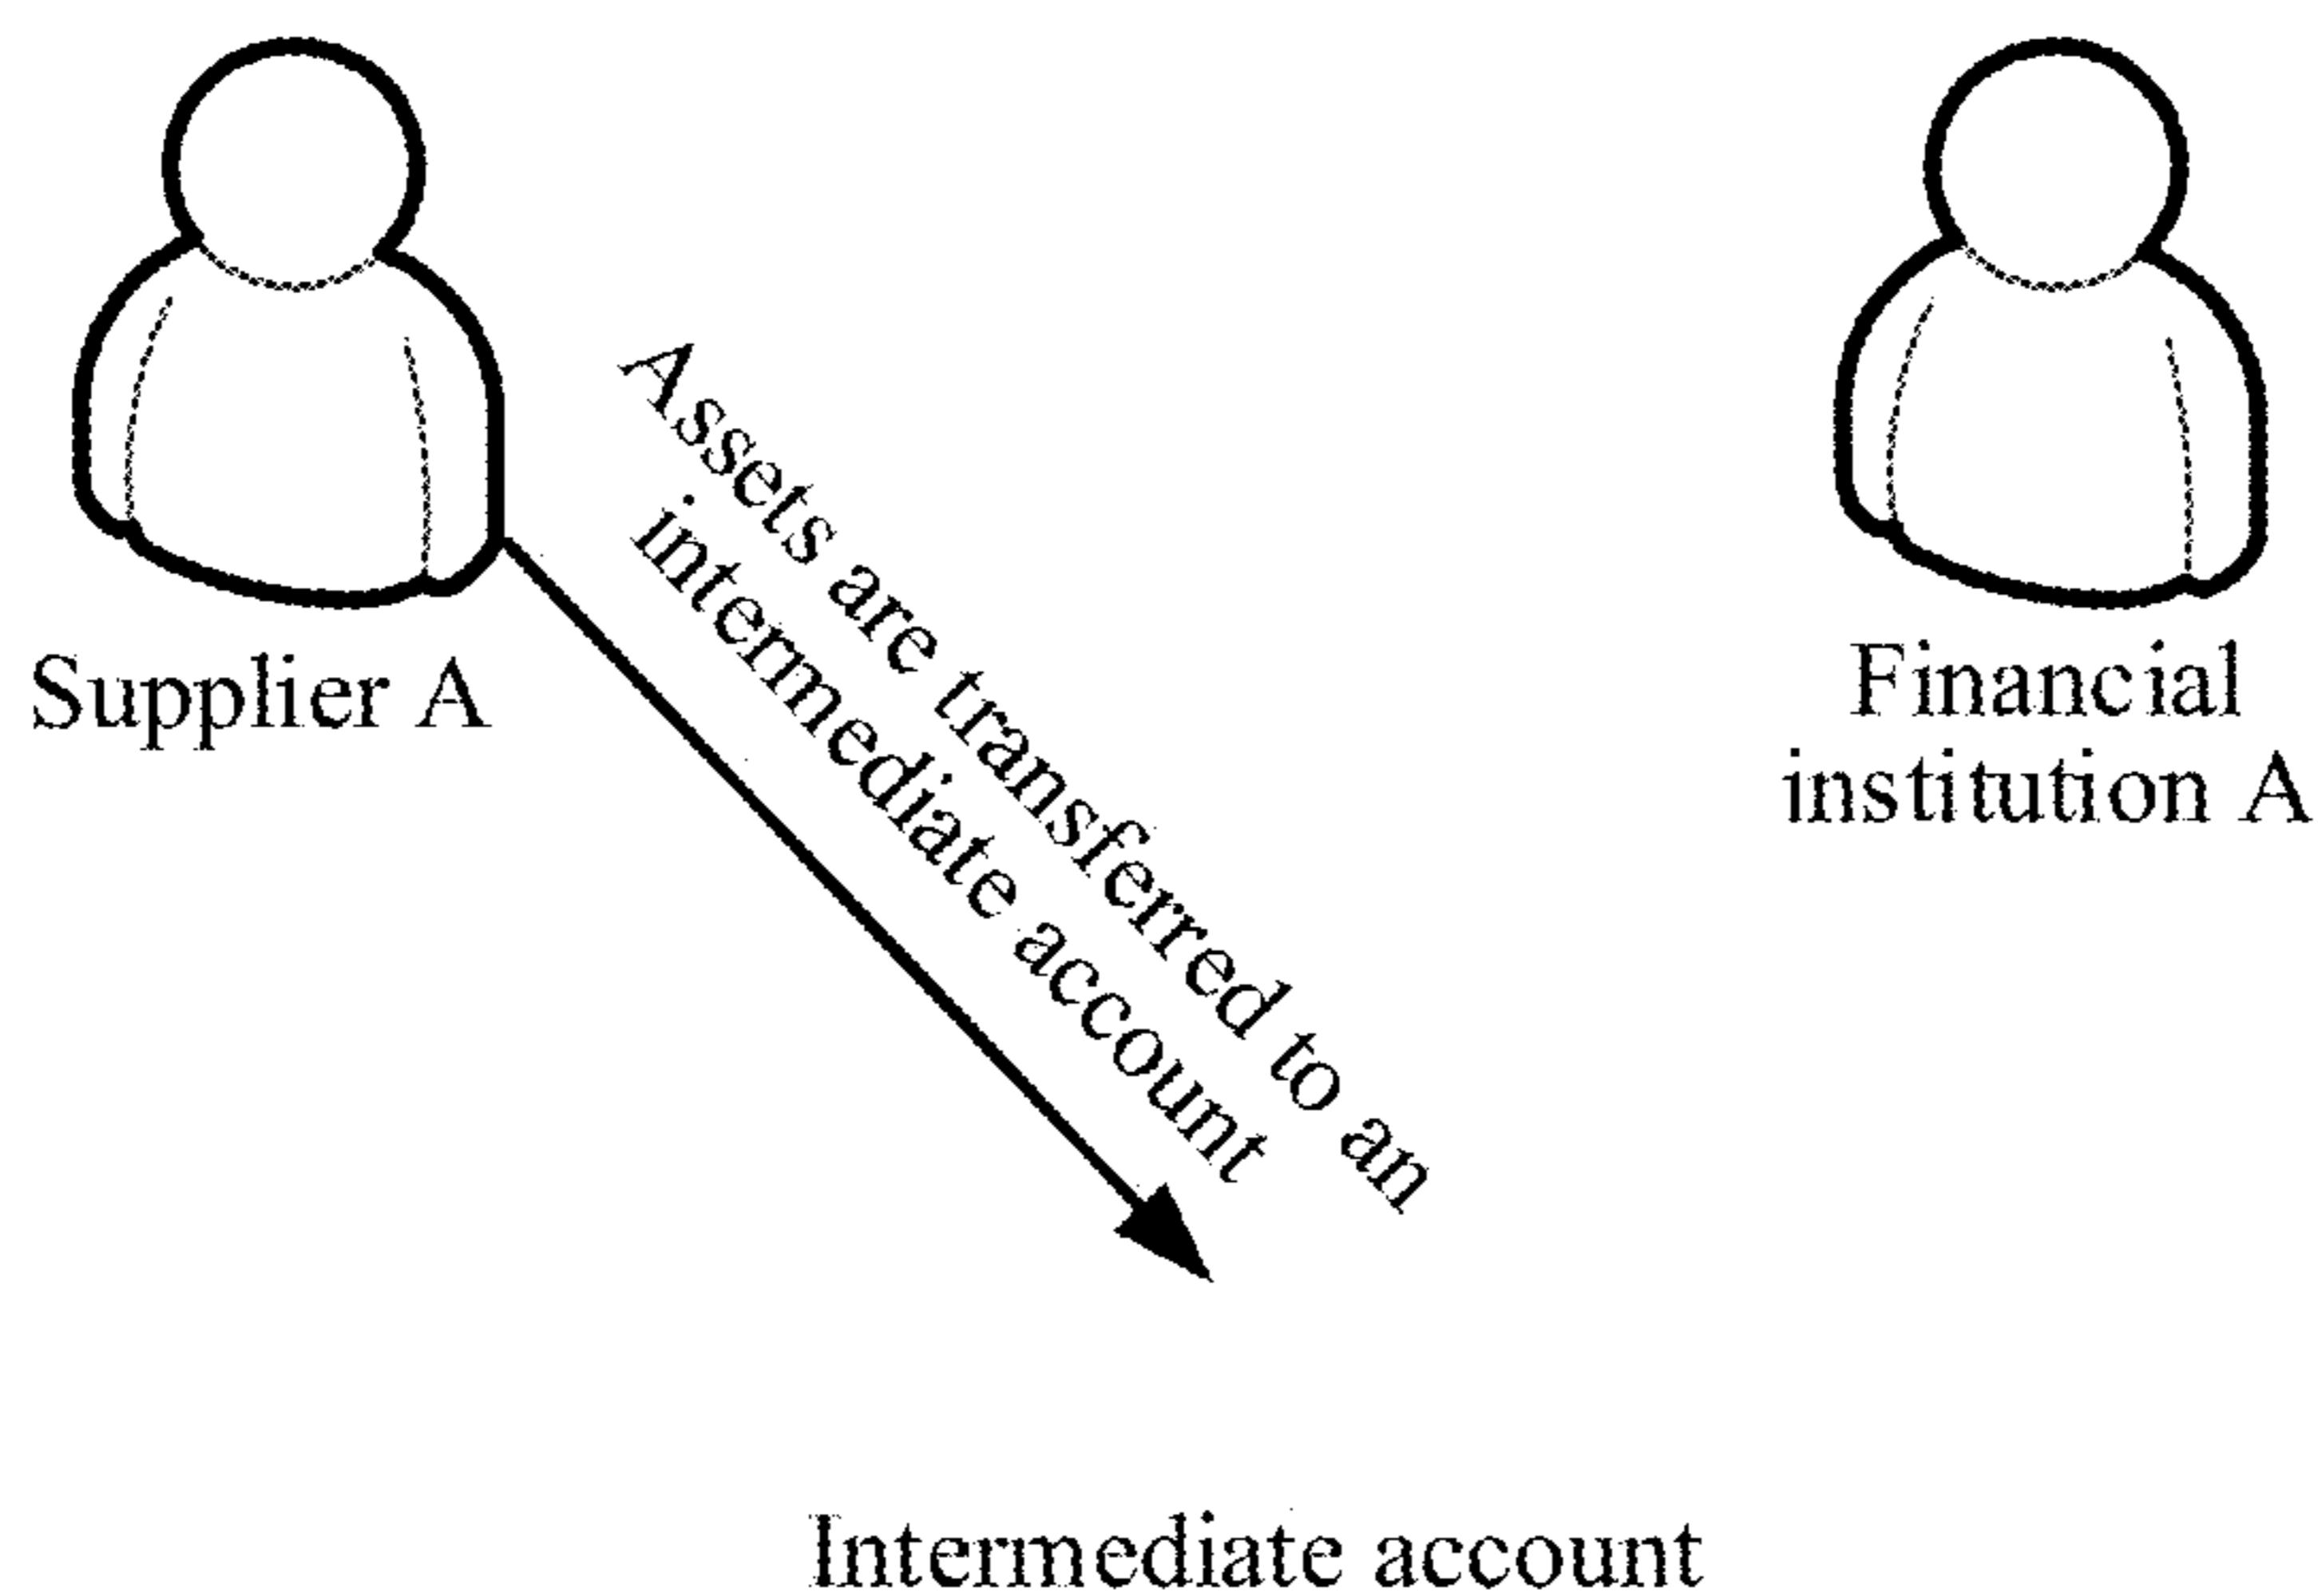 Supplier A
Assets are transferred to an
intermediate account
Financial
institution A
Intermediate account